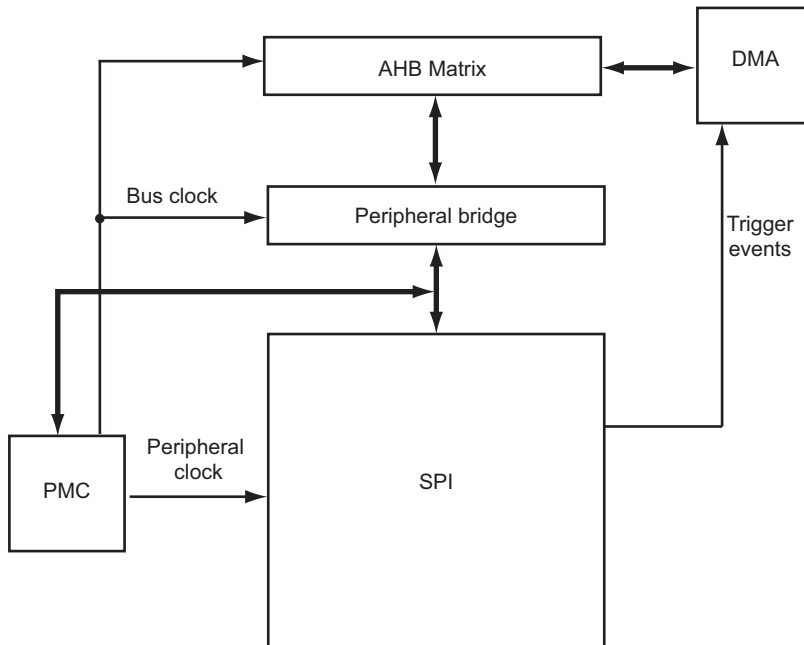 AHB Matrix
DMA
Bus clock
Peripheral bridge
Trigger
events
Peripheral
clock
PMC
SPI